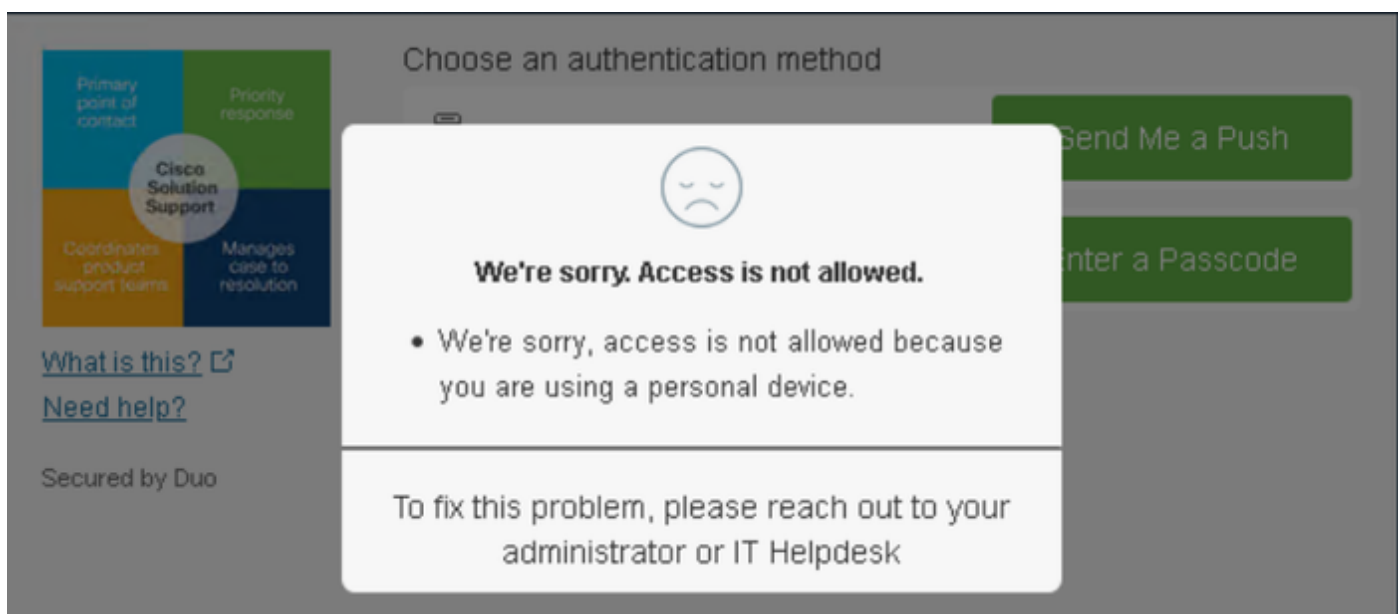 Choose an authentication method
Primary
point of
contact
Priority
response
Cisco
Solution
Support
Coordinates
product
support teams
Manages
case to
resolution
Send Me a Push
Enter a Passcode
What is this?
Need help?
Secured by Duo
We're sorry. Access is not allowed.
• We're sorry, access is not allowed because
you are using a personal device.
To fix this problem, please reach out to your
administrator or IT Helpdesk